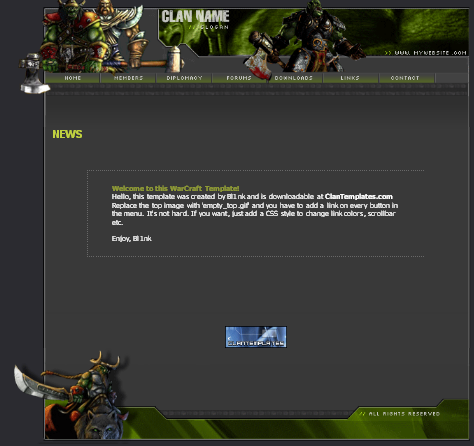 CLAN NAME
// SLOGAN
>> WWW. MYWEBSITE .COM
HOME MEMBERS DIPLOMACY FORUMS DOWNLOADS LINKS CONTACT
NEWS
Welcome to this WarCraft Template!
Hello, this template was created by Bl1nk and is downloadable at ClanTemplates.com
Replace the top image with 'empty_top.gif' and you have to add a link on every button in
the menu. It's not hard. If you want, just add a CSS style to change link colors, scrollbar
etc.
Enjoy, Bl1nk
CLANTEMPLATES
// ALL RIGHTS RESERVED